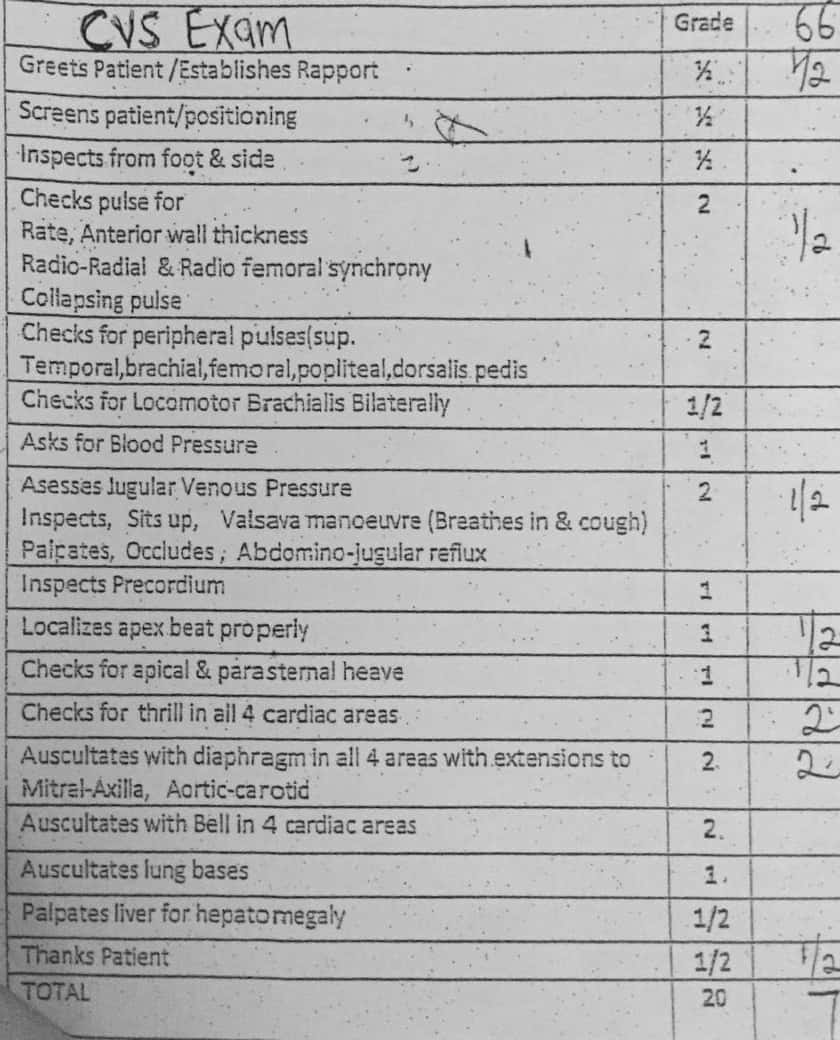 CVS Exam Grade 66
Greets Patient /Establishes Rapport ½ 1/2
Screens patient/positioning ½
Inspects from foot & side ½
Checks pulse for 2
Rate, Anterior wall thickness 1/2
Radio-Radial & Radio femoral synchrony
Collapsing pulse
Checks for peripheral pulses(sup. 2
Temporal,brachial,femoral,popliteal,dorsalis pedis
Checks for Locomotor Brachialis Bilaterally 1/2
Asks for Blood Pressure 1
Asesses Jugular Venous Pressure 2 1/2
Inspects, Sits up, Valsava manoeuvre (Breathes in & cough)
Palpates, Occludes ; Abdomino-jugular reflux
Inspects Precordium 1
Localizes apex beat properly 1 1/2
Checks for apical & parasternal heave 1 1/2
Checks for thrill in all 4 cardiac areas 2 2
Auscultates with diaphragm in all 4 areas with extensions to 2 2
Mitral-Axilla, Aortic-carotid
Auscultates with Bell in 4 cardiac areas 2
Auscultates lung bases 1
Palpates liver for hepatomegaly 1/2
Thanks Patient 1/2 1/2
TOTAL 20 7